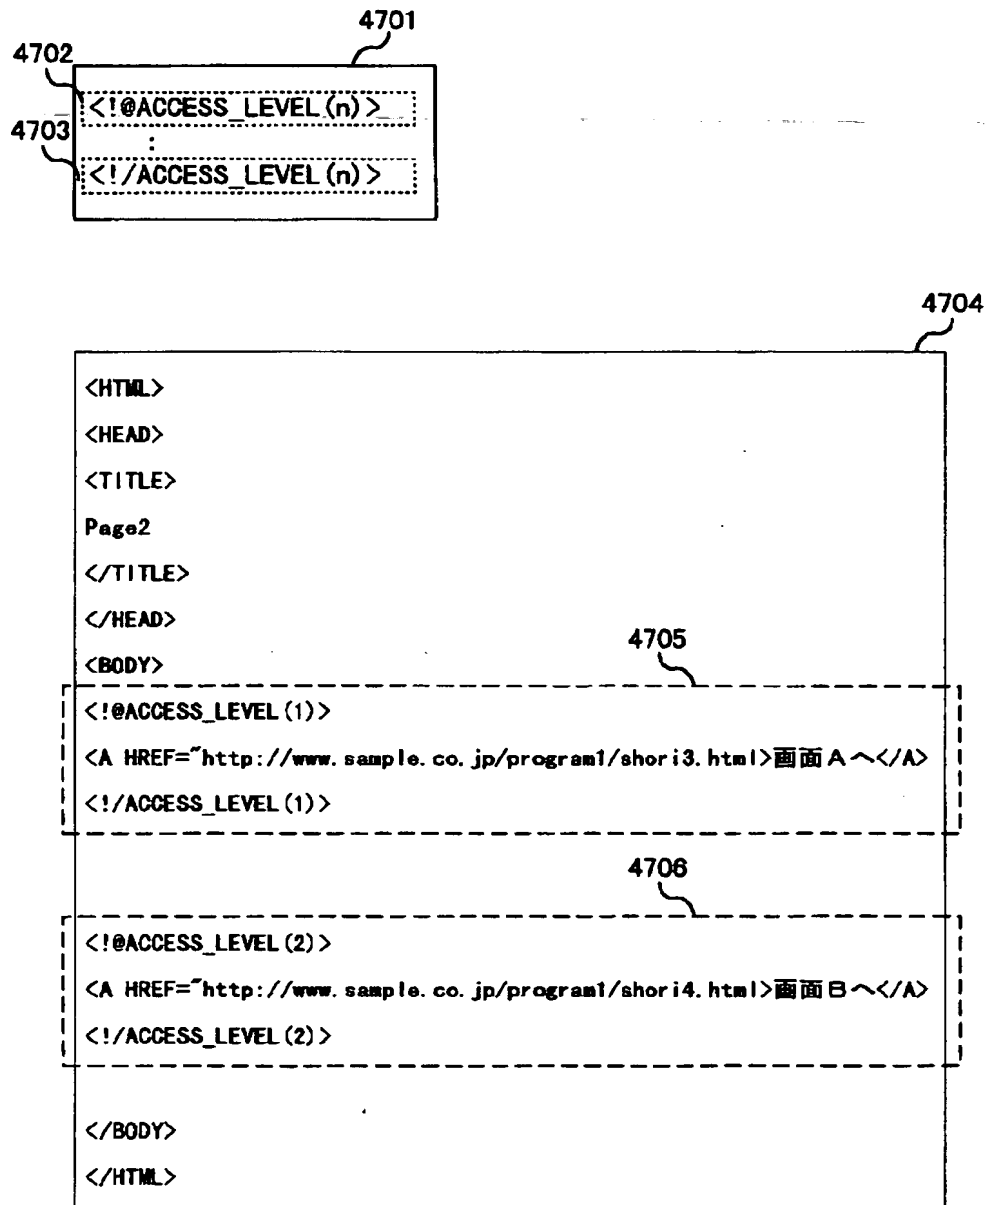 4701
4702
<!@ACCESS_LEVEL(n)>
4703
:
<!/ACCESS_LEVEL(n)>
4704
<HTML>
<HEAD>
<TITLE>
Page2
</TITLE>
</HEAD>
<BODY>
4705
<!@ACCESS_LEVEL(1)>
<A HREF="http://www.sample.co.jp/program1/shori3.html>画面Aへ</A>
<!/ACCESS_LEVEL(1)>
4706
<!@ACCESS_LEVEL(2)>
<A HREF="http://www.sample.co.jp/program1/shori4.html>画面Bへ</A>
<!/ACCESS_LEVEL(2)>
</BODY>
</HTML>